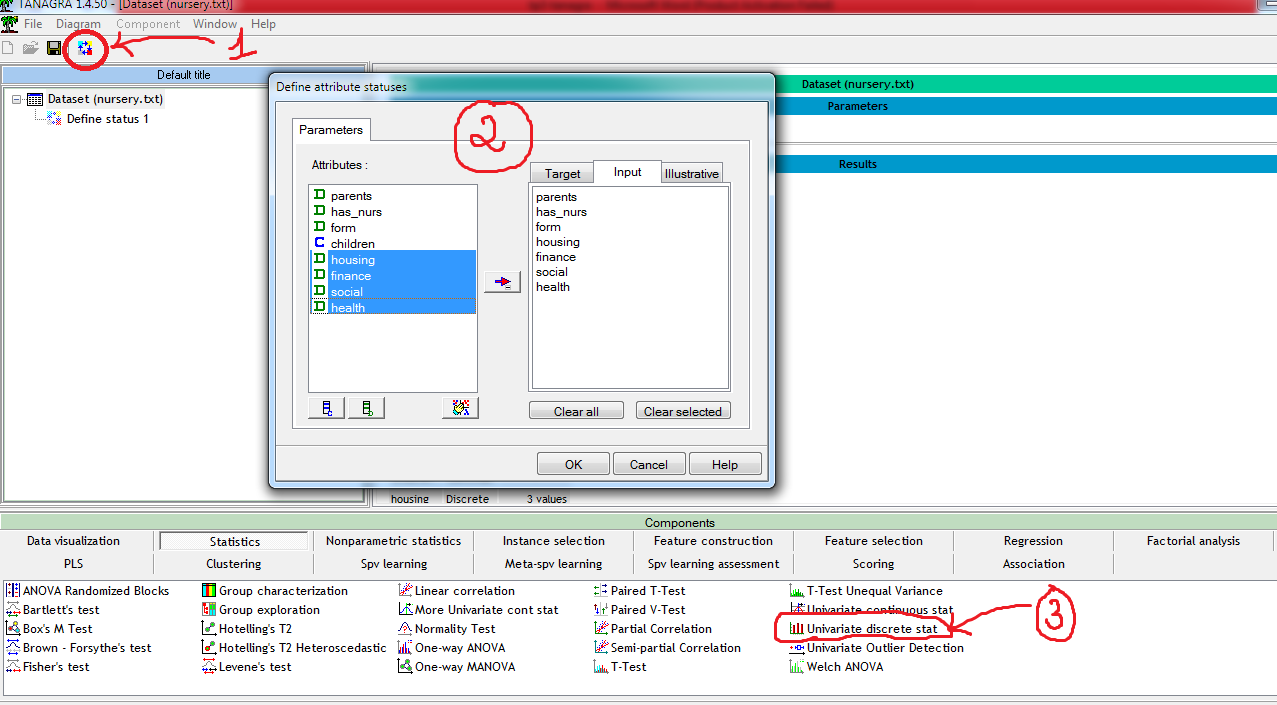 TANAGRA 1.4.50 - [Dataset (nursery.txt)]
File Diagram Component Window Help
1
Default title
Dataset (nursery.txt)
Define status 1
Dataset (nursery.txt)
Parameters
Results
Define attribute statuses
2
Parameters
Attributes :
D parents
D has_nurs
D form
C children
D housing
D finance
D social
D health
Target Input Illustrative
parents
has_nurs
form
housing
finance
social
health
Clear all Clear selected
OK Cancel Help
housing Discrete 3 values
Components
Data visualization Statistics Nonparametric statistics Instance selection Feature construction Feature selection Regression Factorial analysis
PLS Clustering Spv learning Meta-spv learning Spv learning assessment Scoring Association
ANOVA Randomized Blocks Group characterization Linear correlation Paired T-Test T-Test Unequal Variance
Bartlett's test Group exploration More Univariate cont stat Paired V-Test Univariate continuous stat
Box's M Test Hotelling's T2 Normality Test Partial Correlation Univariate discrete stat
Brown - Forsythe's test Hotelling's T2 Heteroscedastic One-way ANOVA Semi-partial Correlation Univariate Outlier Detection
Fisher's test Levene's test One-way MANOVA T-Test Welch ANOVA
3